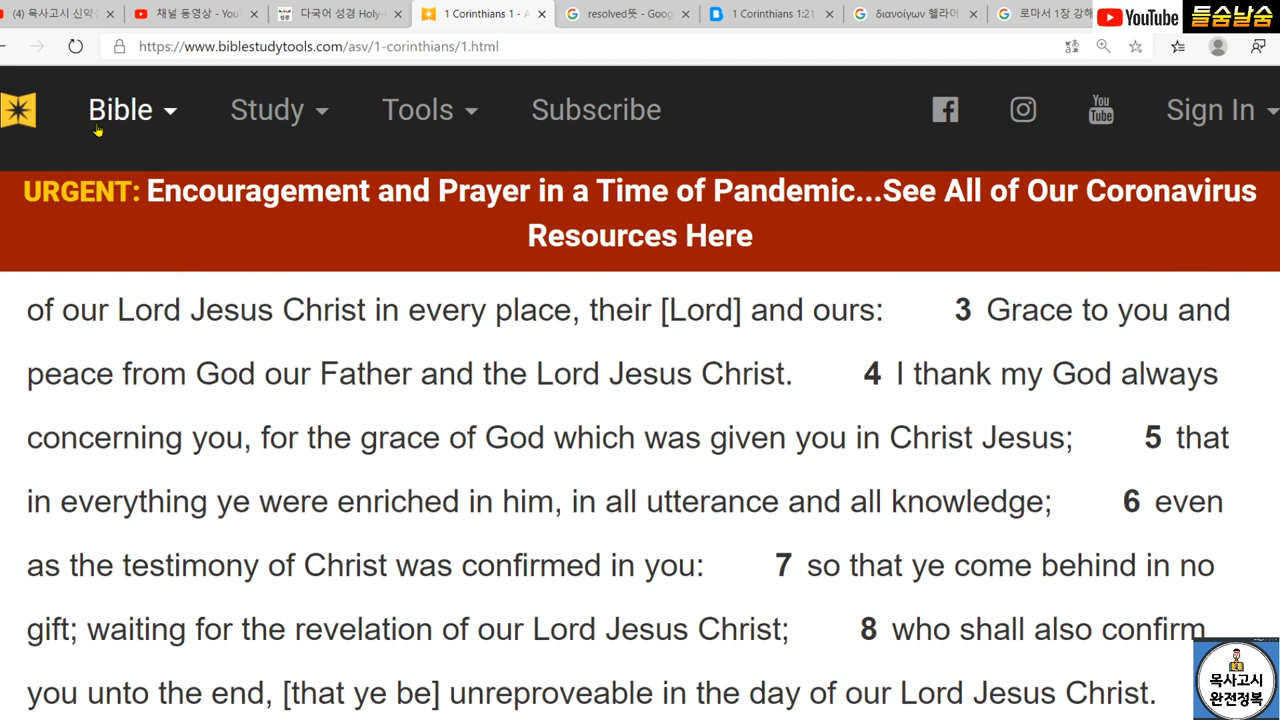 (4) 목사고시 신약
채널 동영상 - YouT
다국어 성경 Holy-
1 Corinthians 1 - A
resolved뜻 - Goog
1 Corinthians 1:21
διανοίγων 헬라어
로마서 1장 강해
YouTube 들숨날숨
https://www.biblestudytools.com/asv/1-corinthians/1.html
Bible Study Tools Subscribe You Tube Sign In
URGENT: Encouragement and Prayer in a Time of Pandemic...See All of Our Coronavirus
Resources Here
of our Lord Jesus Christ in every place, their [Lord] and ours: 3 Grace to you and
peace from God our Father and the Lord Jesus Christ. 4 I thank my God always
concerning you, for the grace of God which was given you in Christ Jesus; 5 that
in everything ye were enriched in him, in all utterance and all knowledge; 6 even
as the testimony of Christ was confirmed in you: 7 so that ye come behind in no
gift; waiting for the revelation of our Lord Jesus Christ; 8 who shall also confirm
you unto the end, [that ye be] unreproveable in the day of our Lord Jesus Christ.
목사고시
완전정복